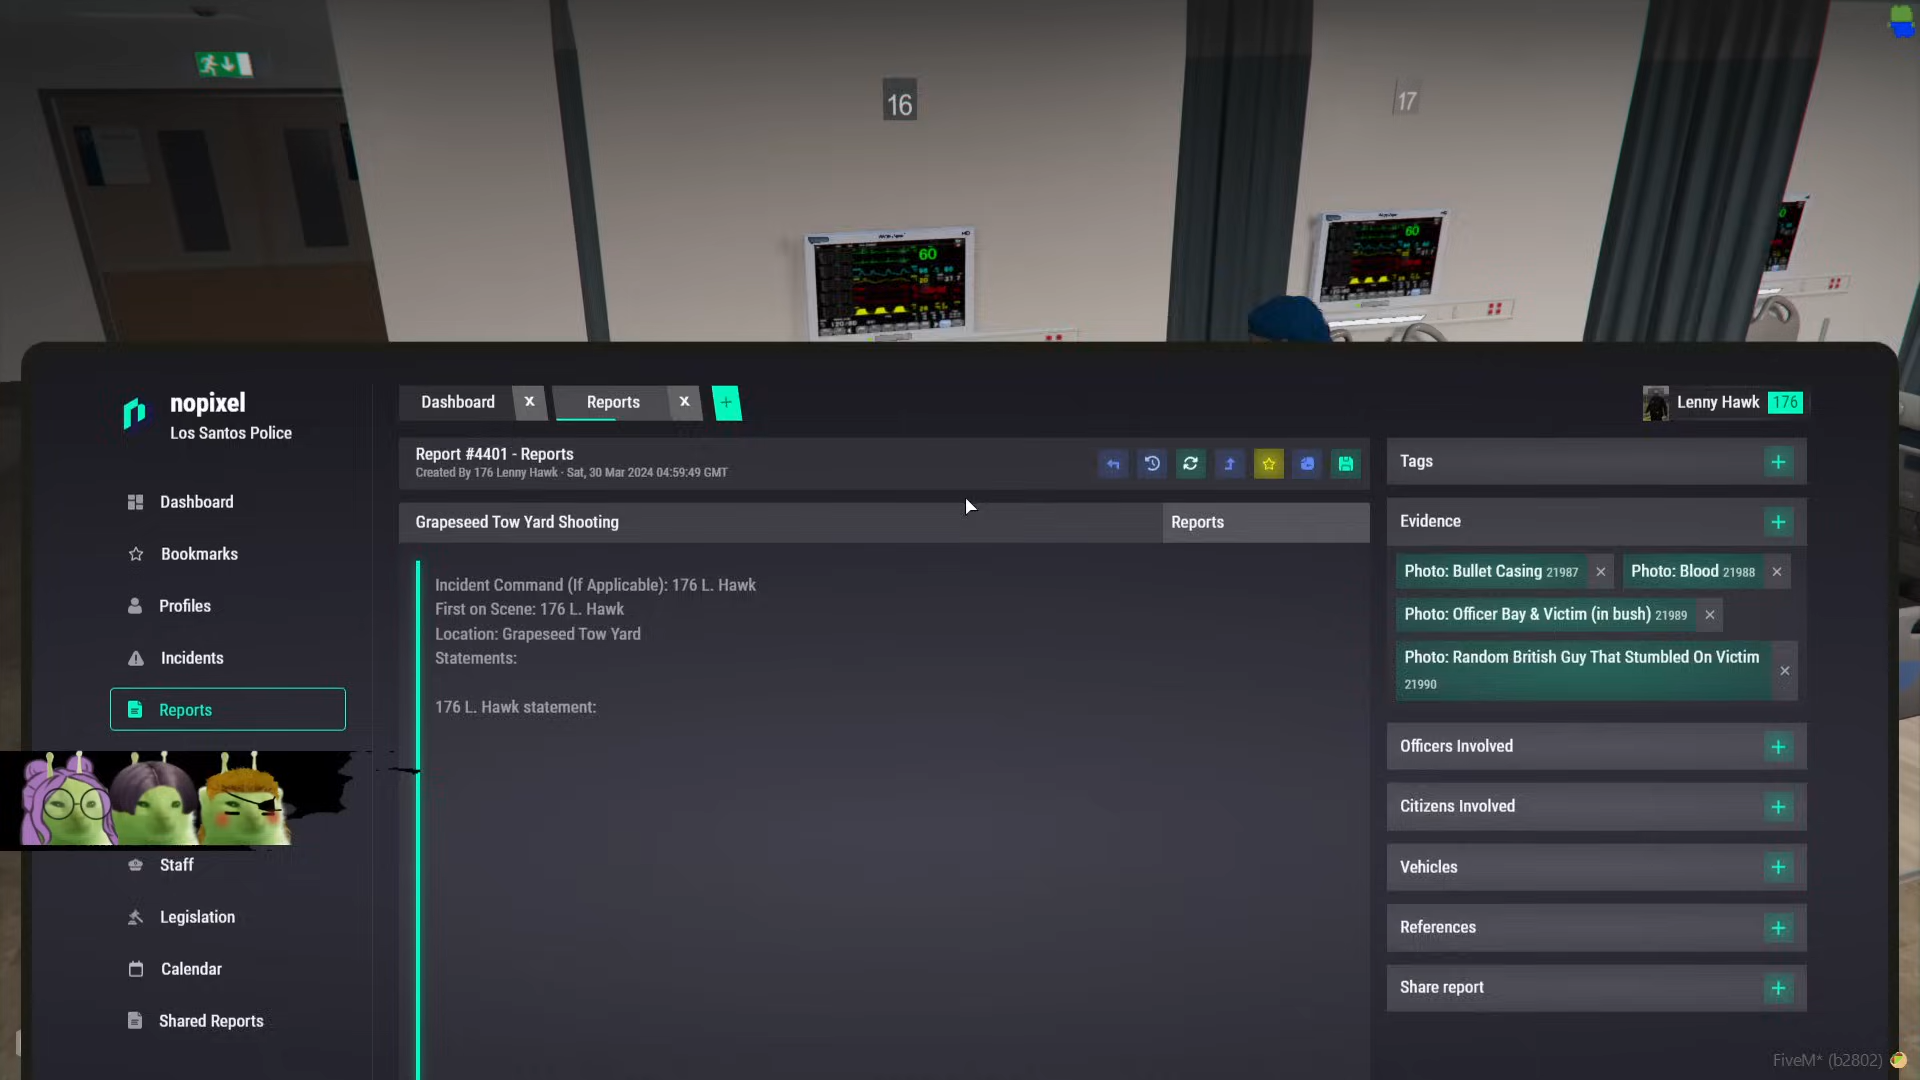 16
17
60
60
nopixel
Los Santos Police
Dashboard x
Reports x
+
Lenny Hawk 176
Report #4401 - Reports
Created By 176 Lenny Hawk · Sat, 30 Mar 2024 04:59:49 GMT
Grapeseed Tow Yard Shooting
Reports
Incident Command (If Applicable): 176 L. Hawk
First on Scene: 176 L. Hawk
Location: Grapeseed Tow Yard
Statements:
176 L. Hawk statement:
Dashboard
Bookmarks
Profiles
Incidents
Reports
Staff
Legislation
Calendar
Shared Reports
Tags
Evidence
Photo: Bullet Casing 21987
Photo: Blood 21988
Photo: Officer Bay & Victim (in bush) 21989
Photo: Random British Guy That Stumbled On Victim
21990
Officers Involved
Citizens Involved
Vehicles
References
Share report
FiveM* (b2802)